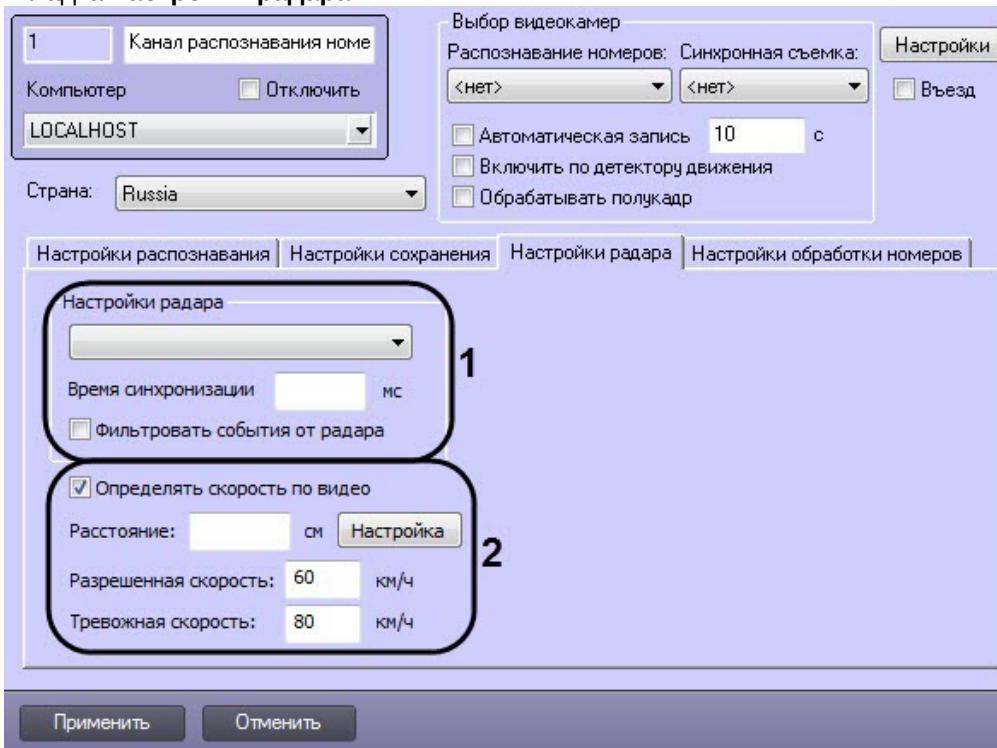 1 Канал распознавания номе
Компьютер Отключить
LOCALHOST
Страна: Russia
Выбор видеокамер
Распознавание номеров: Синхронная съемка:
<нет> <нет>
Автоматическая запись 10 с
Включить по детектору движения
Обрабатывать полукадр
Настройки
Въезд
Настройки распознавания Настройки сохранения Настройки радара Настройки обработки номеров
Настройки радара
Время синхронизации мс
Фильтровать события от радара
1
Определять скорость по видео
Расстояние: см Настройка
Разрешенная скорость: 60 км/ч
Тревожная скорость: 80 км/ч
2
Применить Отменить